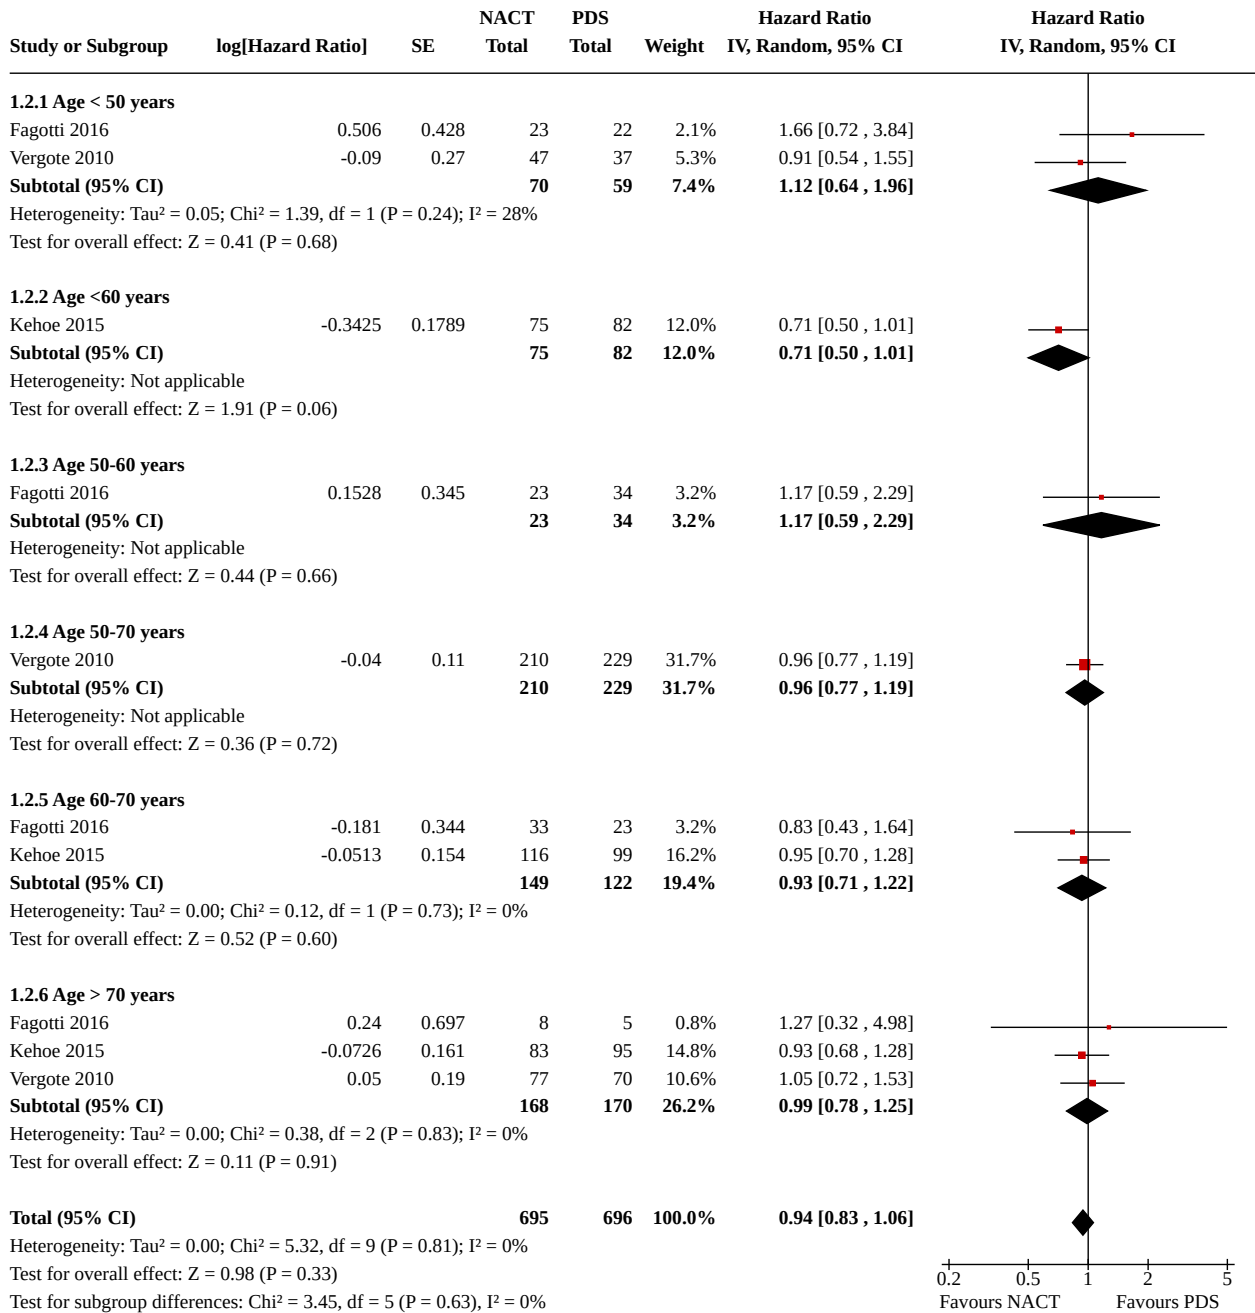 NACT PDS Hazard Ratio Hazard Ratio
Study or Subgroup log[Hazard Ratio] SE Total Total Weight IV, Random, 95% CI IV, Random, 95% CI
1.2.1 Age < 50 years
Fagotti 2016 0.506 0.428 23 22 2.1% 1.66 [0.72 , 3.84]
Vergote 2010 -0.09 0.27 47 37 5.3% 0.91 [0.54 , 1.55]
Subtotal (95% CI) 70 59 7.4% 1.12 [0.64 , 1.96]
Heterogeneity: Tau² = 0.05; Chi² = 1.39, df = 1 (P = 0.24); I² = 28%
Test for overall effect: Z = 0.41 (P = 0.68)
1.2.2 Age <60 years
Kehoe 2015 -0.3425 0.1789 75 82 12.0% 0.71 [0.50 , 1.01]
Subtotal (95% CI) 75 82 12.0% 0.71 [0.50 , 1.01]
Heterogeneity: Not applicable
Test for overall effect: Z = 1.91 (P = 0.06)
1.2.3 Age 50-60 years
Fagotti 2016 0.1528 0.345 23 34 3.2% 1.17 [0.59 , 2.29]
Subtotal (95% CI) 23 34 3.2% 1.17 [0.59 , 2.29]
Heterogeneity: Not applicable
Test for overall effect: Z = 0.44 (P = 0.66)
1.2.4 Age 50-70 years
Vergote 2010 -0.04 0.11 210 229 31.7% 0.96 [0.77 , 1.19]
Subtotal (95% CI) 210 229 31.7% 0.96 [0.77 , 1.19]
Heterogeneity: Not applicable
Test for overall effect: Z = 0.36 (P = 0.72)
1.2.5 Age 60-70 years
Fagotti 2016 -0.181 0.344 33 23 3.2% 0.83 [0.43 , 1.64]
Kehoe 2015 -0.0513 0.154 116 99 16.2% 0.95 [0.70 , 1.28]
Subtotal (95% CI) 149 122 19.4% 0.93 [0.71 , 1.22]
Heterogeneity: Tau² = 0.00; Chi² = 0.12, df = 1 (P = 0.73); I² = 0%
Test for overall effect: Z = 0.52 (P = 0.60)
1.2.6 Age > 70 years
Fagotti 2016 0.24 0.697 8 5 0.8% 1.27 [0.32 , 4.98]
Kehoe 2015 -0.0726 0.161 83 95 14.8% 0.93 [0.68 , 1.28]
Vergote 2010 0.05 0.19 77 70 10.6% 1.05 [0.72 , 1.53]
Subtotal (95% CI) 168 170 26.2% 0.99 [0.78 , 1.25]
Heterogeneity: Tau² = 0.00; Chi² = 0.38, df = 2 (P = 0.83); I² = 0%
Test for overall effect: Z = 0.11 (P = 0.91)
Total (95% CI) 695 696 100.0% 0.94 [0.83 , 1.06]
Heterogeneity: Tau² = 0.00; Chi² = 5.32, df = 9 (P = 0.81); I² = 0%
Test for overall effect: Z = 0.98 (P = 0.33)
0.2 0.5 1 2 5
Test for subgroup differences: Chi² = 3.45, df = 5 (P = 0.63), I² = 0%
Favours NACT Favours PDS